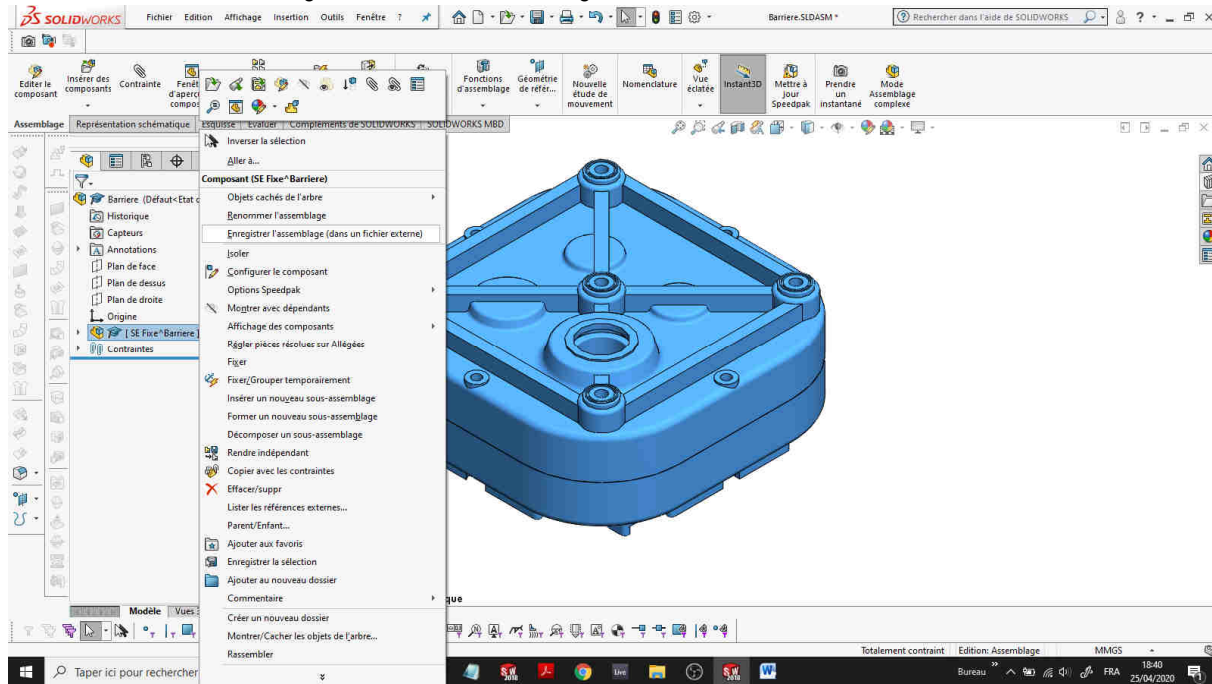 SOLIDWORKS Fichier Edition Affichage Insertion Outils Fenêtre ? Barriere.SLDASM * Rechercher dans l'aide de SOLIDWORKS
Editer le composant
Insérer des composants
Contrainte
Fonctions d'assemblage
Géométrie de référ...
Nouvelle étude de mouvement
Nomenclature
Vue éclatée
Instant3D
Mettre à jour Speedpak
Prendre un instantané
Mode Assemblage complexe
Assemblage Représentation schématique Esquisse Evaluer Compléments de SOLIDWORKS SOLIDWORKS MBD
Barriere (Défaut<Etat
Historique
Capteurs
Annotations
Plan de face
Plan de dessus
Plan de droite
Origine
[ SE Fixe^Barriere ]
Contraintes
Inverser la sélection
Aller à...
Composant (SE Fixe^Barriere)
Objets cachés de l'arbre
Renommer l'assemblage
Enregistrer l'assemblage (dans un fichier externe)
Isoler
Configurer le composant
Options Speedpak
Montrer avec dépendants
Affichage des composants
Régler pièces résolues sur Allégées
Fixer
Fixer/Grouper temporairement
Insérer un nouveau sous-assemblage
Former un nouveau sous-assemblage
Décomposer un sous-assemblage
Rendre indépendant
Copier avec les contraintes
Effacer/suppr
Lister les références externes...
Parent/Enfant...
Ajouter aux favoris
Enregistrer la sélection
Ajouter au nouveau dossier
Commentaire
Créer un nouveau dossier
Montrer/Cacher les objets de l'arbre...
Rassembler
que
Modèle Vues
Totalement contraint Edition: Assemblage MMGS
Taper ici pour rechercher
Bureau FRA 18:40
25/04/2020